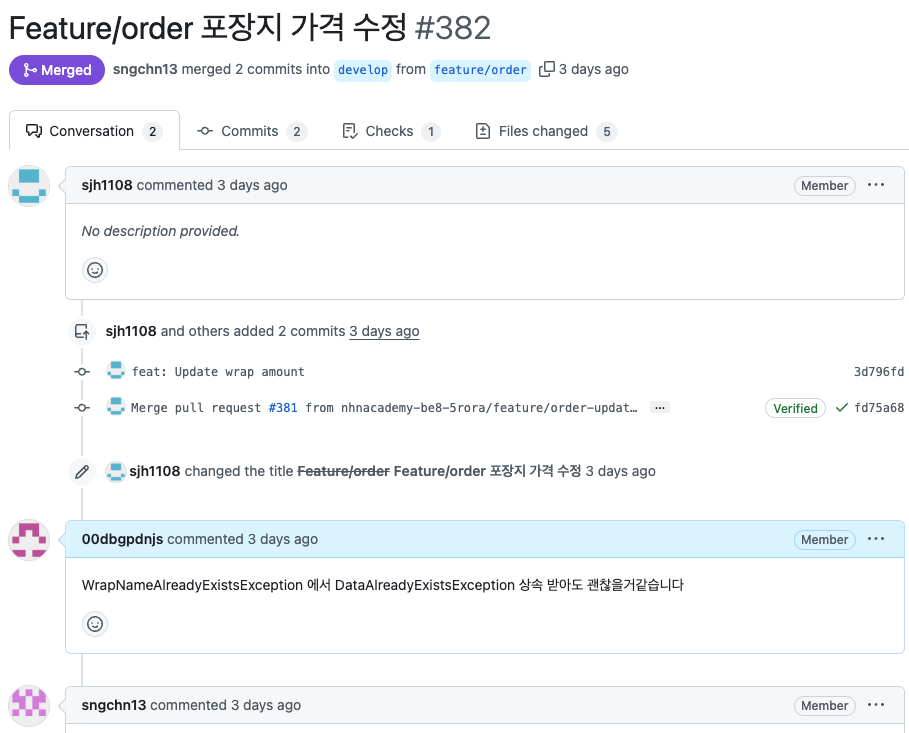 Feature/order 포장지 가격 수정 #382
Merged sngchn13 merged 2 commits into develop from feature/order 3 days ago
Conversation 2 Commits 2 Checks 1 Files changed 5
sjh1108 commented 3 days ago Member ...
No description provided.
sjh1108 and others added 2 commits 3 days ago
feat: Update wrap amount 3d796fd
Merge pull request #381 from nhnacademy-be8-5rora/feature/order-updat… ... Verified fd75a68
sjh1108 changed the title Feature/order Feature/order 포장지 가격 수정 3 days ago
00dbgpdnjs commented 3 days ago Member ...
WrapNameAlreadyExistsException 에서 DataAlreadyExistsException 상속 받아도 괜찮을거같습니다
sngchn13 commented 3 days ago Member ...